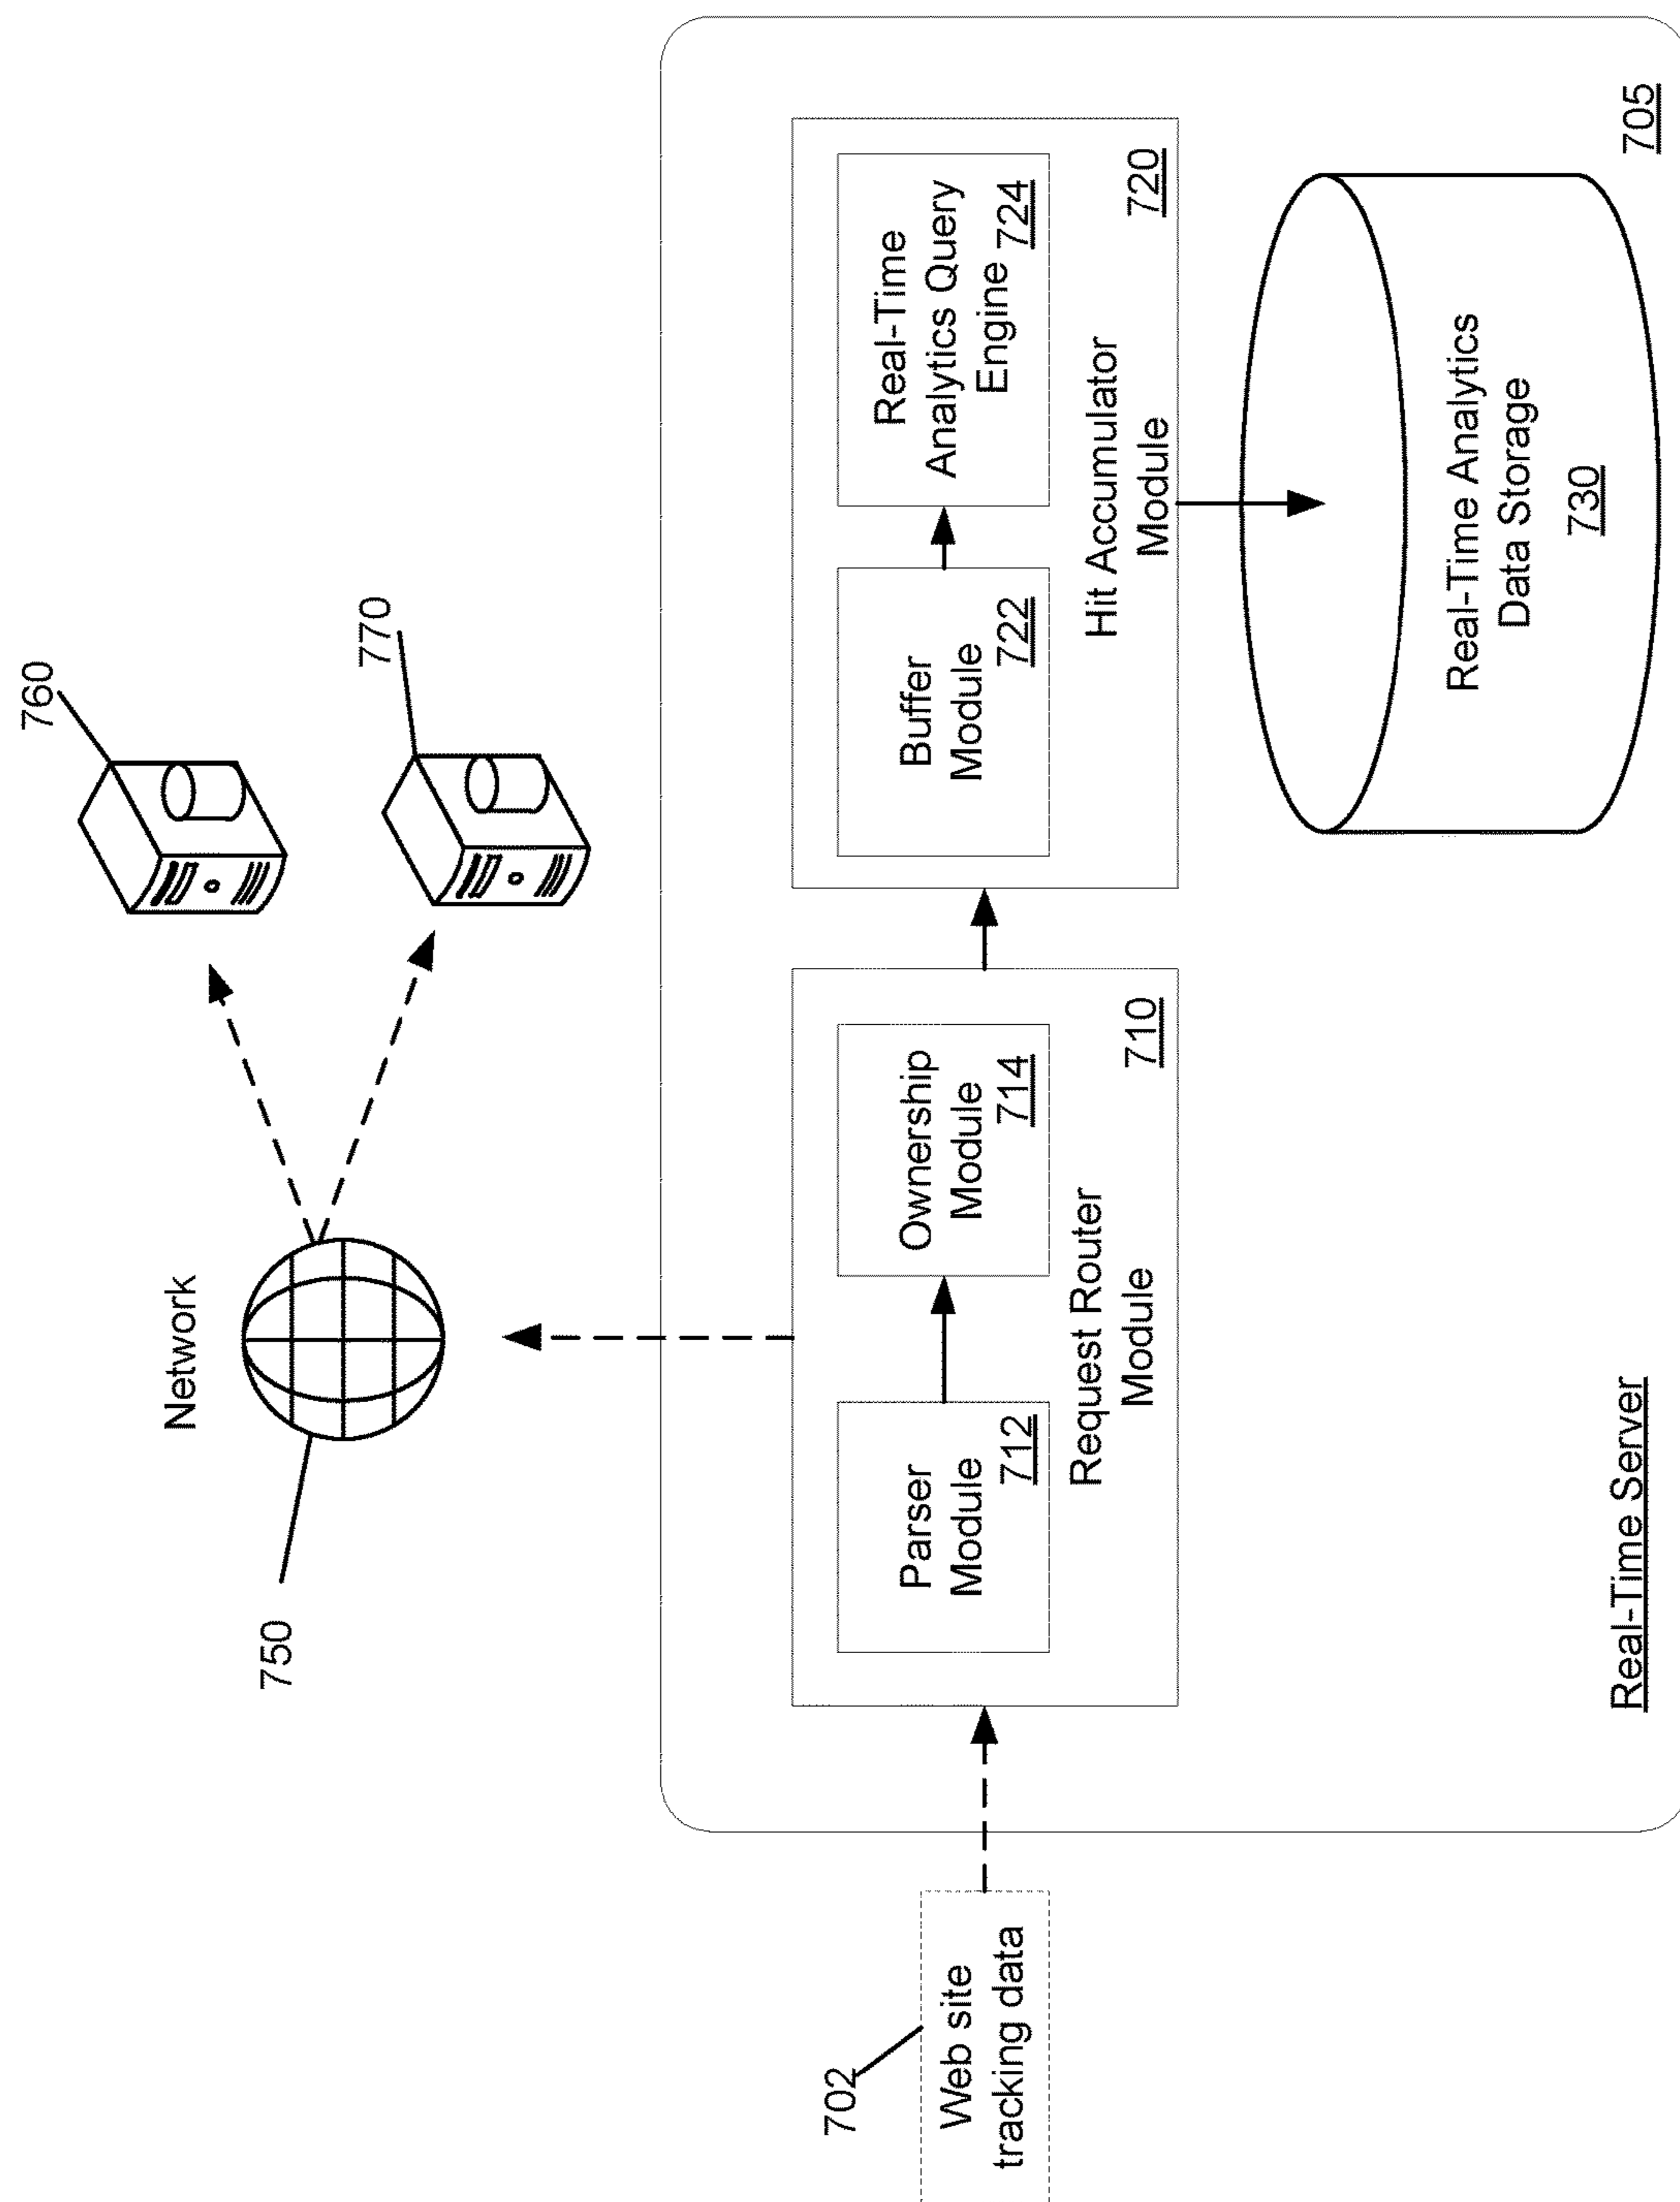 760
Network
770
750
Parser
Module
712
Ownership
Module
714
Request Router
Module
710
Buffer
Module
722
Real-Time
Analytics Query
Engine 724
Hit Accumulator
Module
720
702
Web site
tracking data
Real-Time Analytics
Data Storage
730
Real-Time Server
705